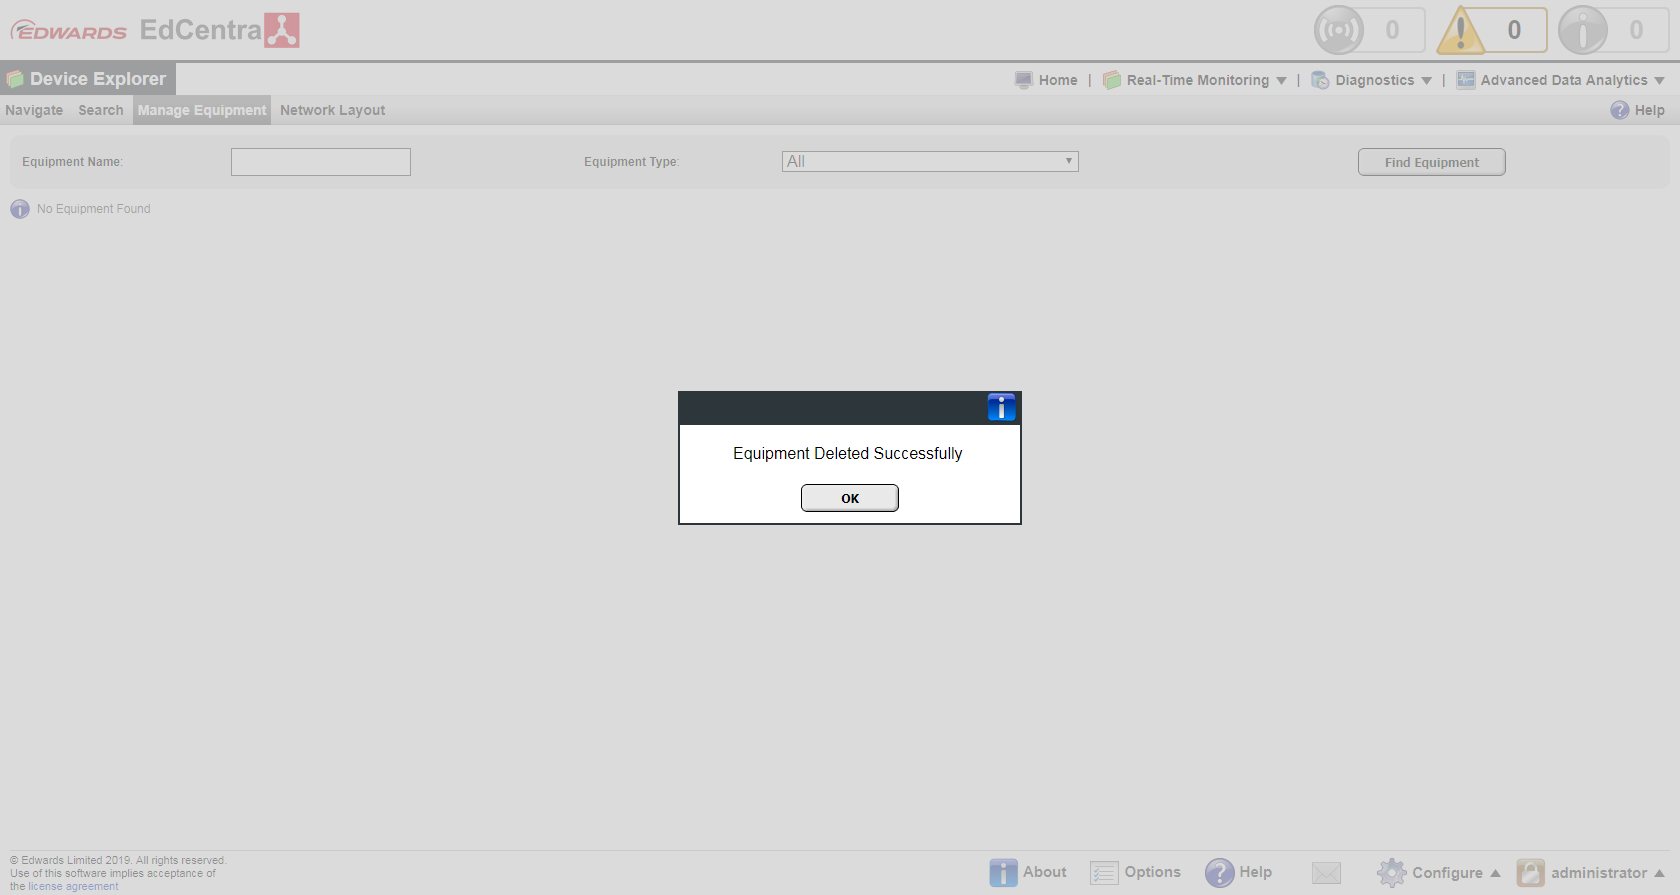 EDWARDS EdCentra
0 0 0
Device Explorer
Home | Real-Time Monitoring | Diagnostics | Advanced Data Analytics
Navigate Search Manage Equipment Network Layout
Help
Equipment Name:
Equipment Type:
All
Find Equipment
No Equipment Found
Equipment Deleted Successfully
OK
© Edwards Limited 2019. All rights reserved.
Use of this software implies acceptance of
the license agreement
About Options Help Configure administrator